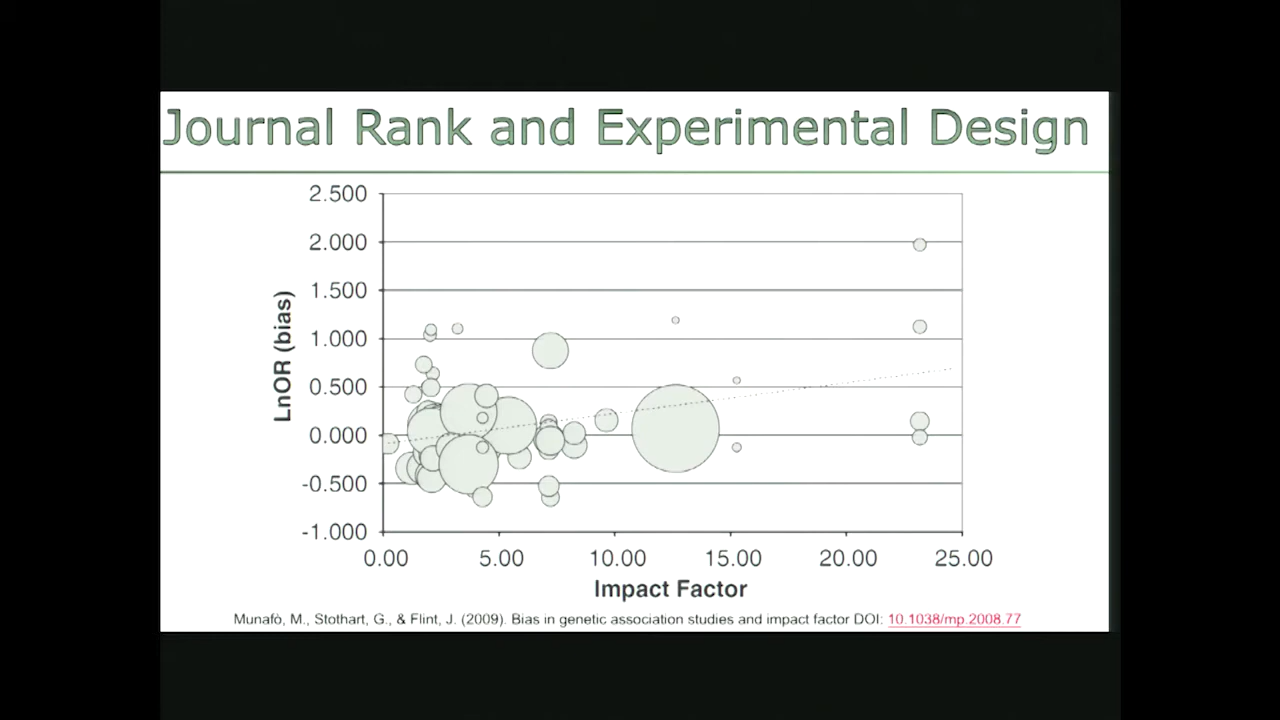 Journal Rank and Experimental Design
2.500
2.000
1.500
1.000
0.500
0.000
-0.500
-1.000
LnOR (bias)
0.00 5.00 10.00 15.00 20.00 25.00
Impact Factor
Munafò, M., Stothart, G., & Flint, J. (2009). Bias in genetic association studies and impact factor DOI: 10.1038/mp.2008.77